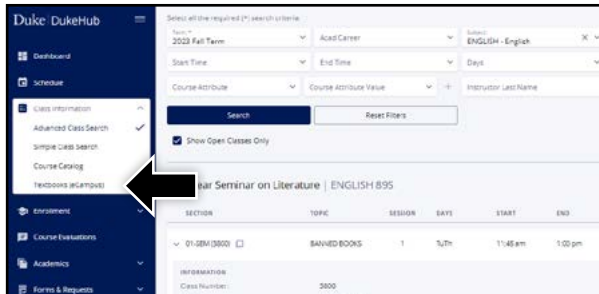 Duke DukeHub
Dashboard
Schedule
Class Information
Advanced Class Search
Simple Class Search
Course Catalog
Textbooks (eCampus)
Enrollment
Course Evaluations
Academics
Forms & Requests
Select all the required (*) search criteria
Term *
2023 Fall Term
Acad Career
Subject
ENGLISH - English
Start Time
End Time
Days
Course Attribute
Course Attribute Value
Instructor Last Name
Search
Reset Filters
Show Open Classes Only
ear Seminar on Literature | ENGLISH 89S
SECTION TOPIC SESSION DAYS START END
01-SEM (3800) BANNED BOOKS 1 TuTh 11:45 am 1:00 pm
INFORMATION
Class Number: 3800